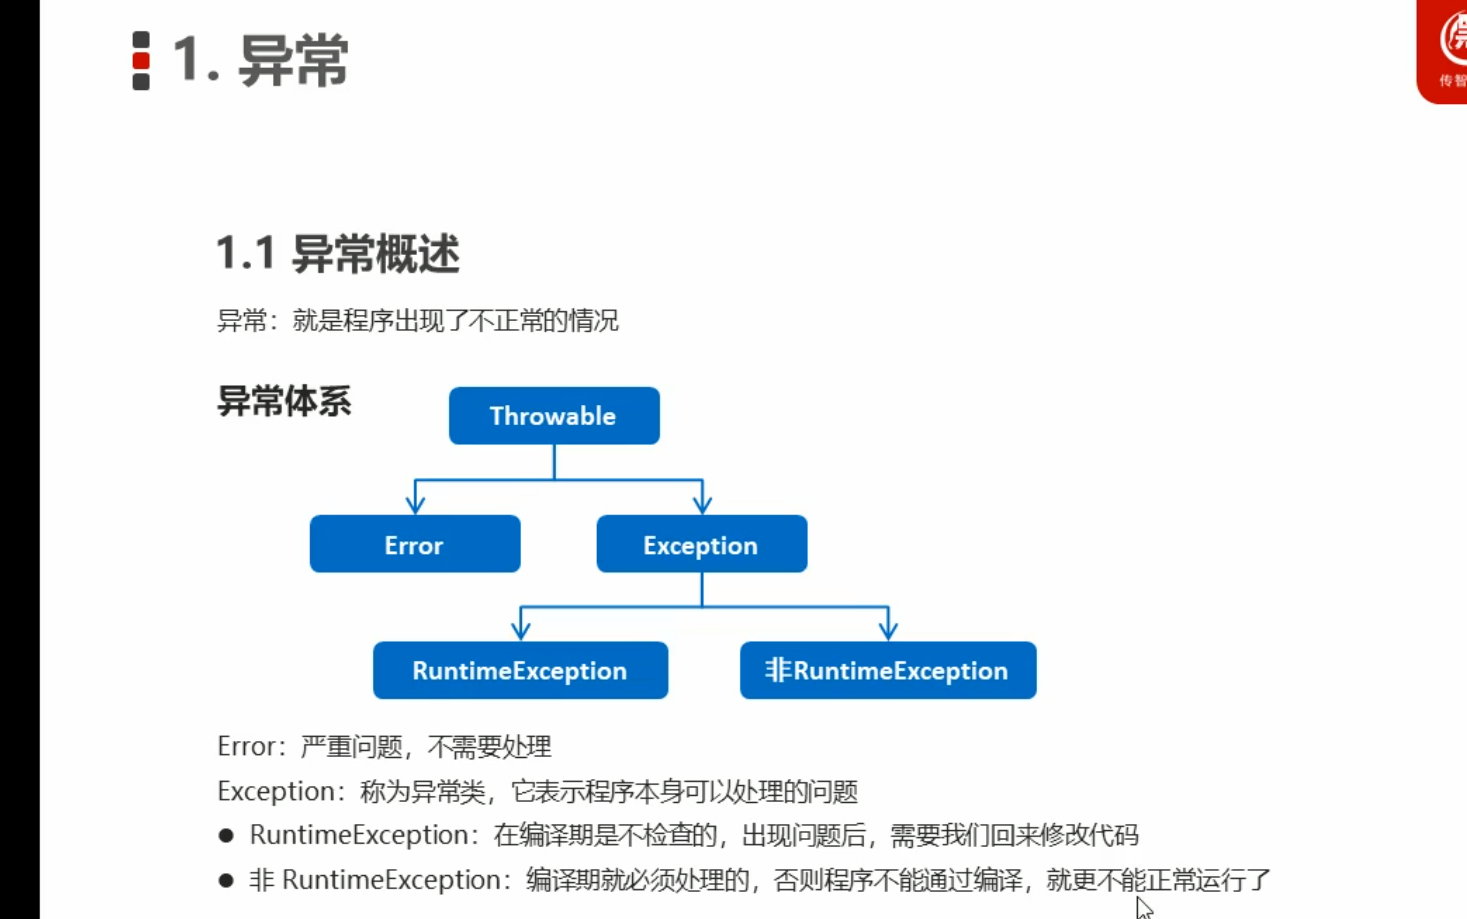 1. 异常
传智
1.1 异常概述
异常：就是程序出现了不正常的情况
异常体系
Throwable
Error
Exception
RuntimeException
非RuntimeException
Error：严重问题，不需要处理
Exception：称为异常类，它表示程序本身可以处理的问题
● RuntimeException：在编译期是不检查的，出现问题后，需要我们回来修改代码
● 非 RuntimeException：编译期就必须处理的，否则程序不能通过编译，就更不能正常运行了